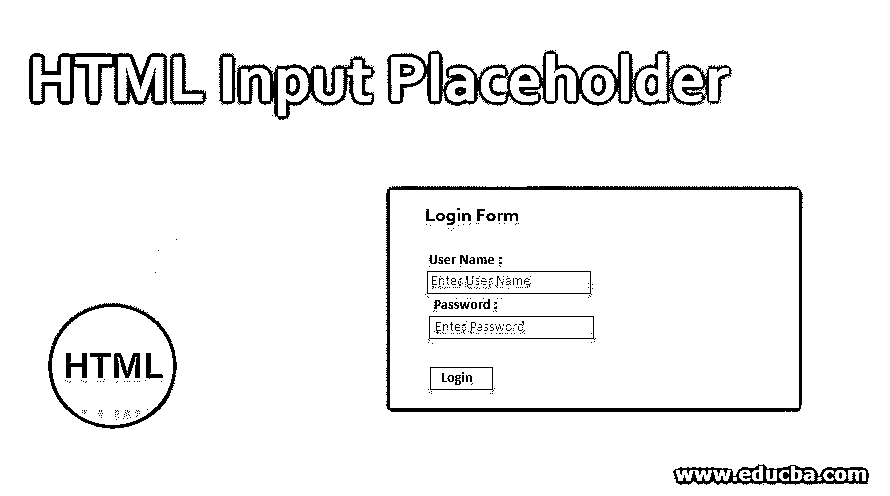 HTML Input Placeholder
Login Form
User Name :
Enter User Name
Password :
Enter Password
Login
HTML
www.educba.com